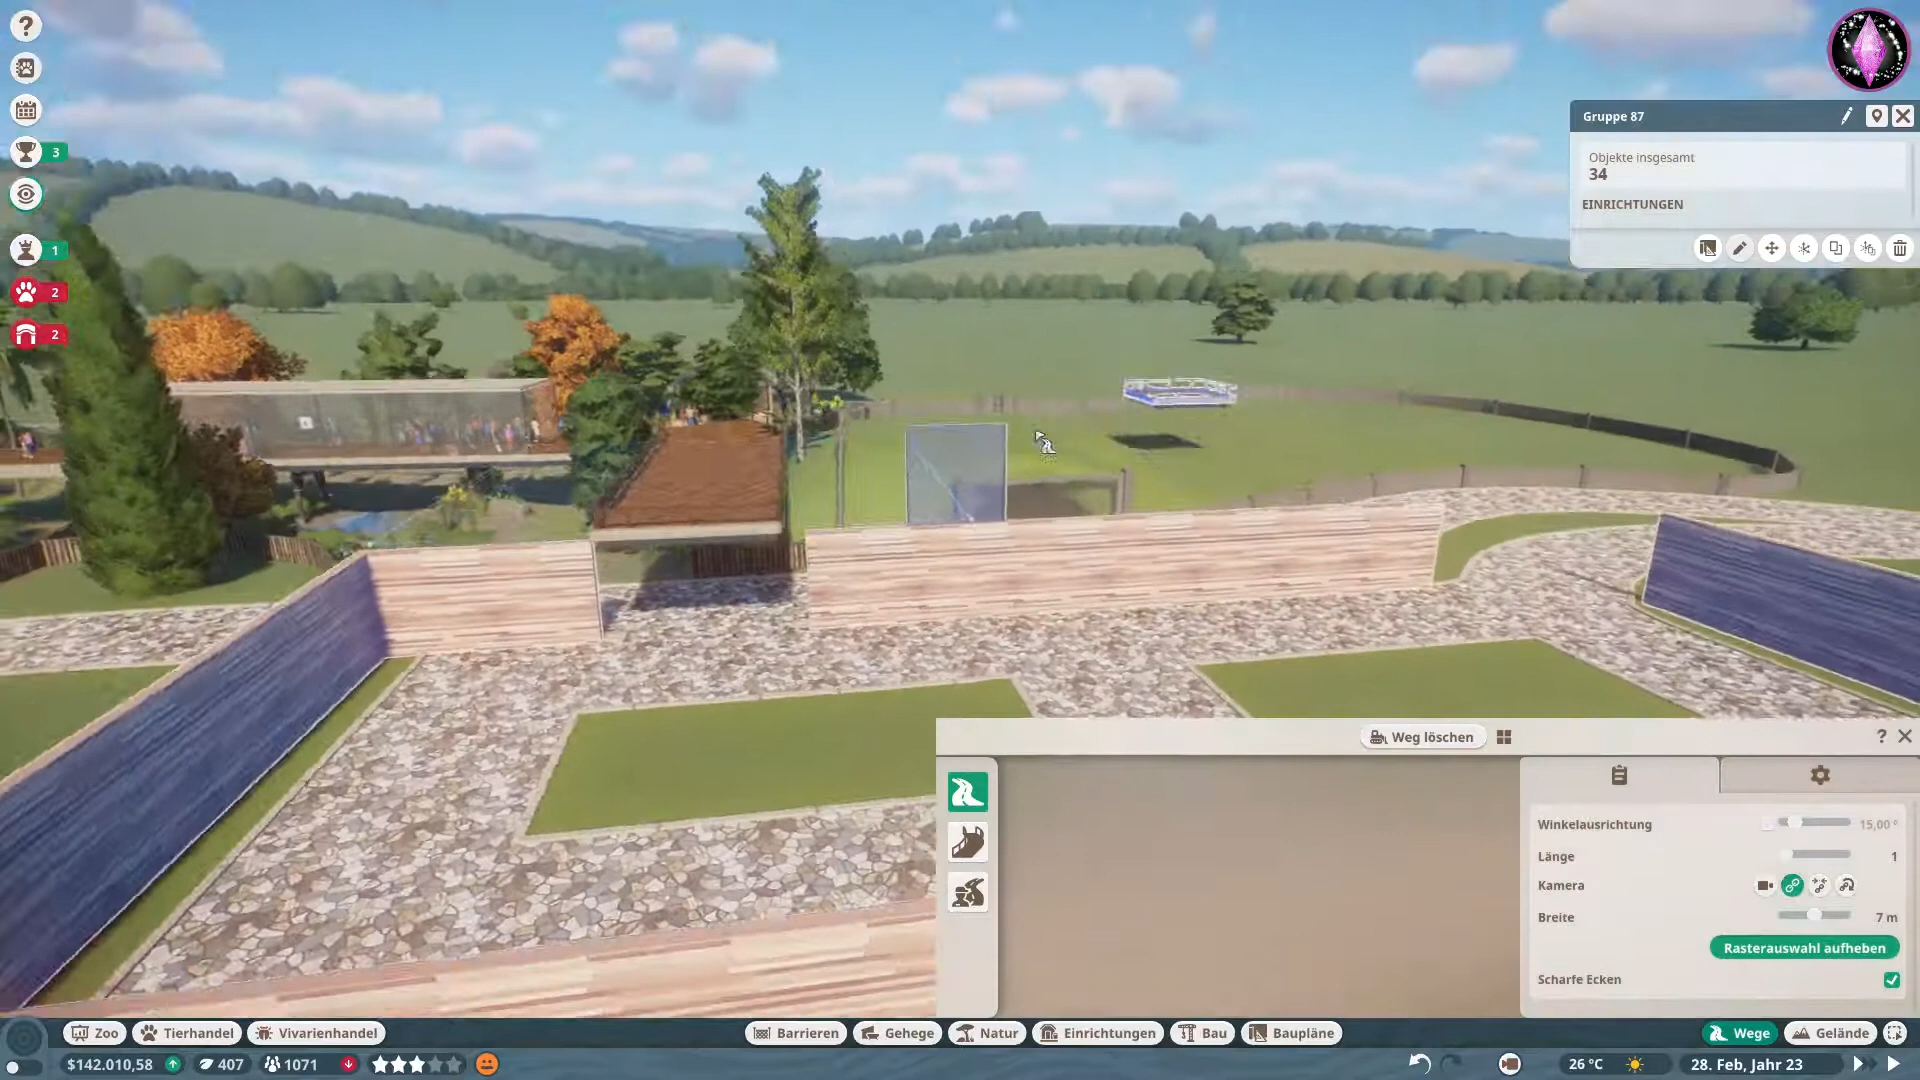 ?
3
1
2
2
Gruppe 87
Objekte insgesamt
34
EINRICHTUNGEN
Weg löschen
?
Winkelausrichtung 15,00 °
Länge 1
Kamera
Breite 7 m
Rasterauswahl aufheben
Scharfe Ecken
Zoo Tierhandel Vivarienhandel Barrieren Gehege Natur Einrichtungen Bau Baupläne Wege Gelände
$142.010,58 407 1071 26 °C 28. Feb, Jahr 23